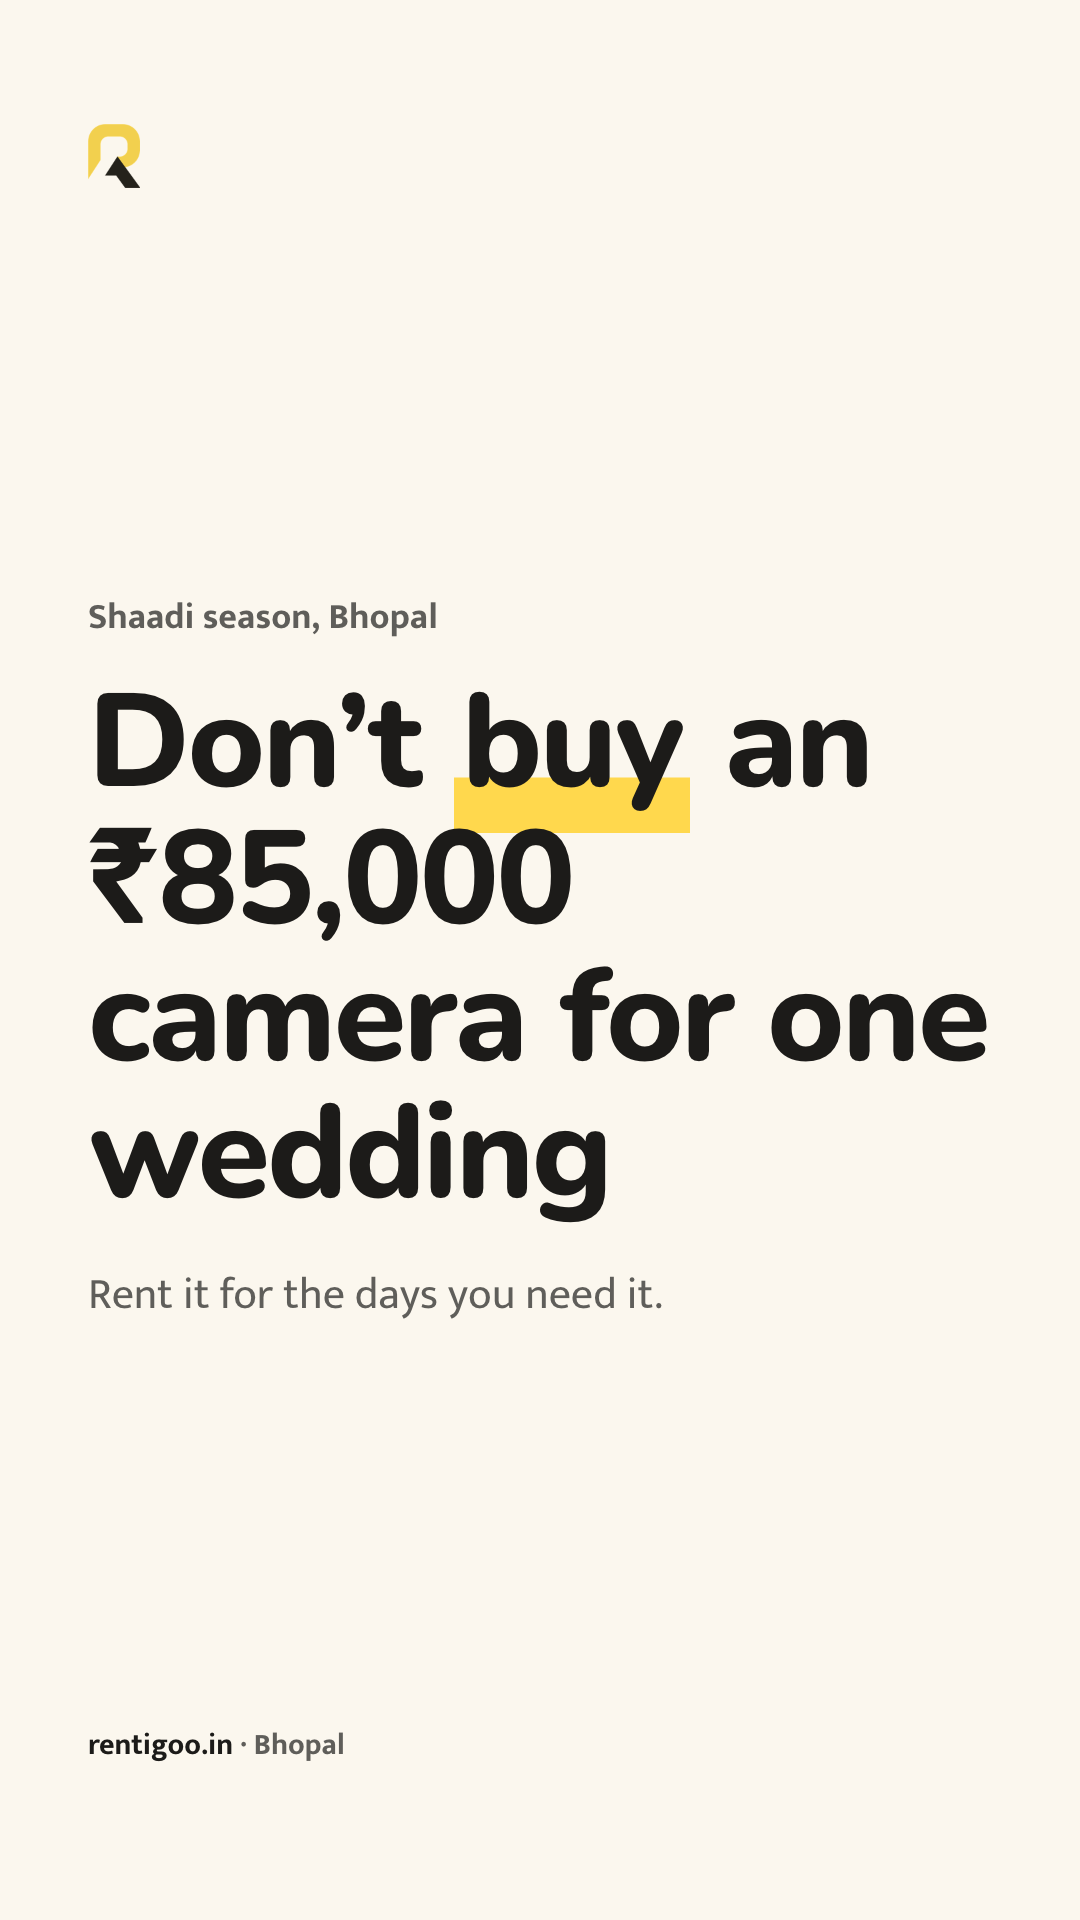 Shaadi season, Bhopal
Don’t buy an
₹85,000
camera for one
wedding
Rent it for the days you need it.
rentigoo.in · Bhopal